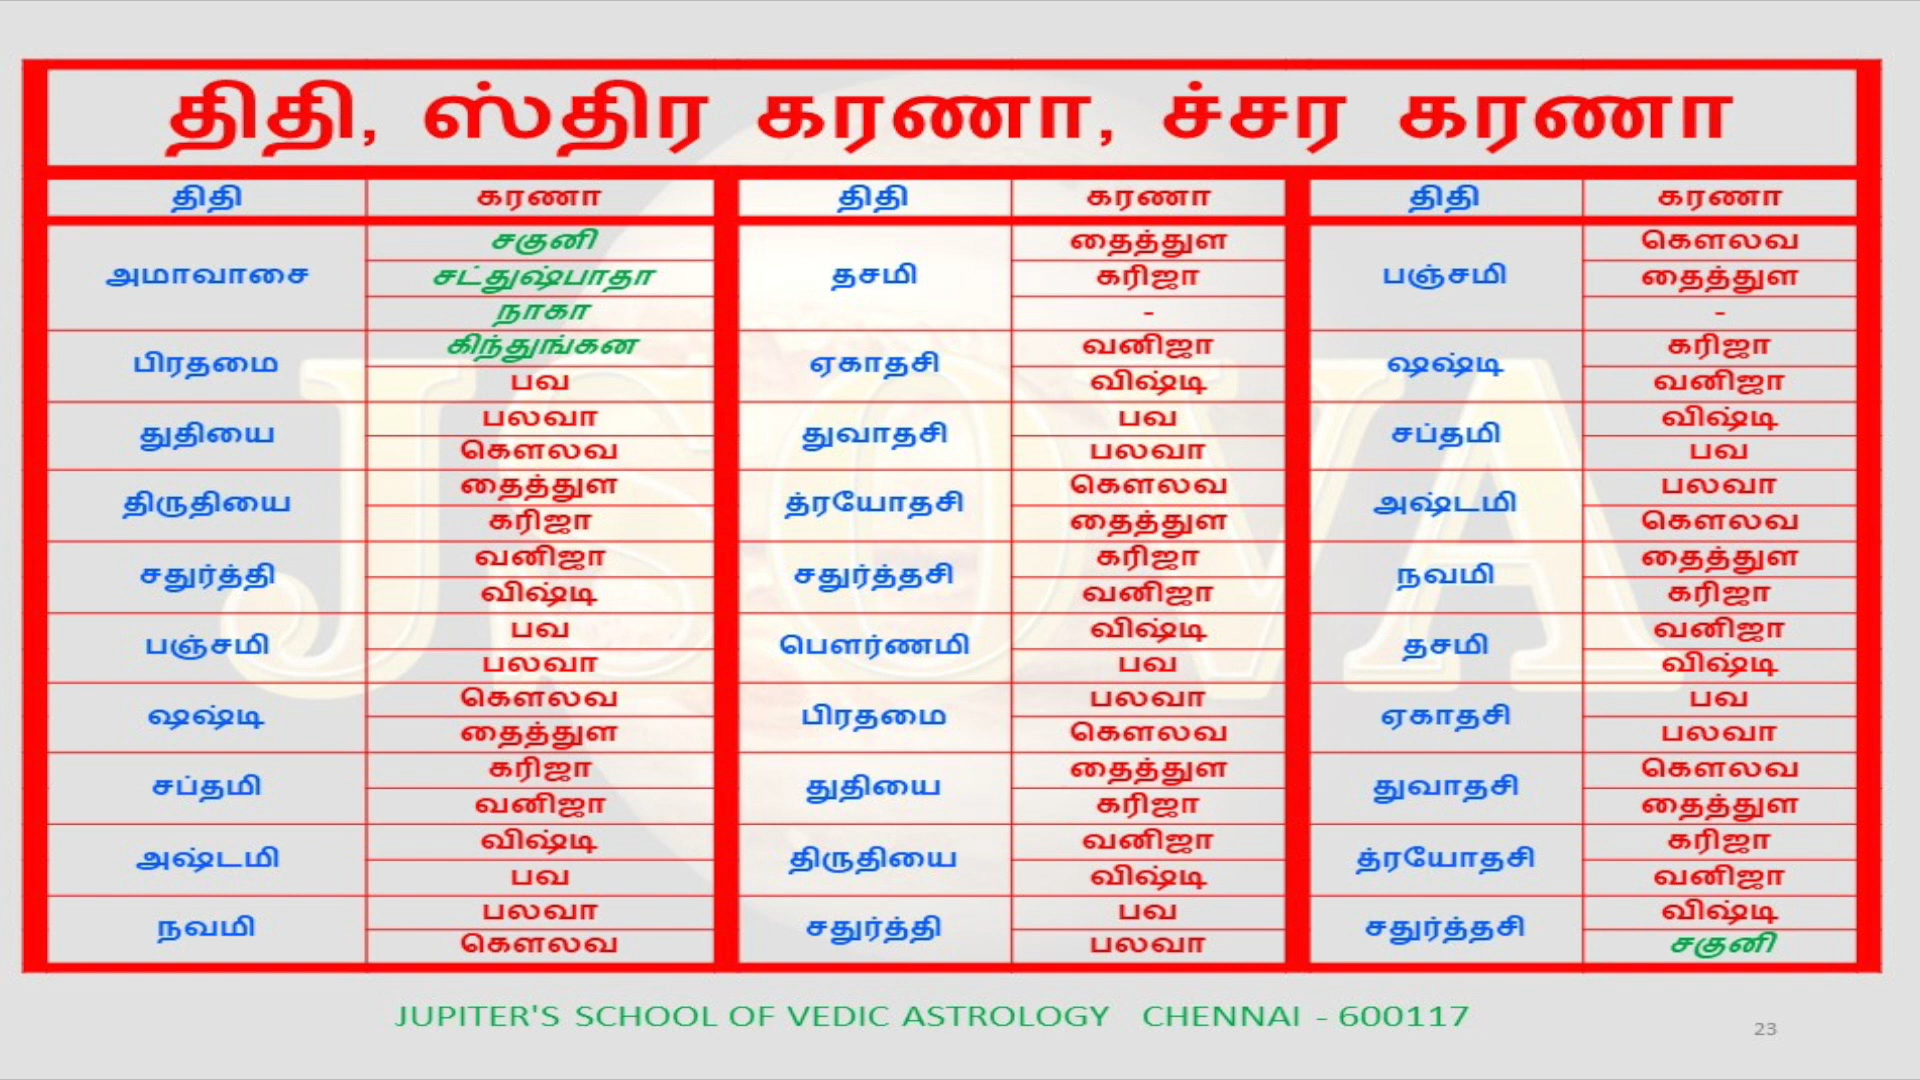 திதி, ஸ்திர கரணா, ச்சர கரணா
திதி கரணா திதி கரணா திதி கரணா
அமாவாசை சகுனி தசமி தைத்துள பஞ்சமி கௌலவ
சட்துஷ்பாதா கரிஜா தைத்துள
நாகா - -
பிரதமை கிந்துங்கன ஏகாதசி வனிஜா ஷஷ்டி கரிஜா
பவ விஷ்டி வனிஜா
துதியை பலவா துவாதசி பவ சப்தமி விஷ்டி
கௌலவ பலவா பவ
திருதியை தைத்துள த்ரயோதசி கௌலவ அஷ்டமி பலவா
கரிஜா தைத்துள கௌலவ
சதுர்த்தி வனிஜா சதுர்த்தசி கரிஜா நவமி தைத்துள
விஷ்டி வனிஜா கரிஜா
பஞ்சமி பவ பௌர்ணமி விஷ்டி தசமி வனிஜா
பலவா பவ விஷ்டி
ஷஷ்டி கௌலவ பிரதமை பலவா ஏகாதசி பவ
தைத்துள கௌலவ பலவா
சப்தமி கரிஜா துதியை தைத்துள துவாதசி கௌலவ
வனிஜா கரிஜா தைத்துள
அஷ்டமி விஷ்டி திருதியை வனிஜா த்ரயோதசி கரிஜா
பவ விஷ்டி வனிஜா
நவமி பலவா சதுர்த்தி பவ சதுர்த்தசி விஷ்டி
கௌலவ பலவா சகுனி
JSOVA
JUPITER'S SCHOOL OF VEDIC ASTROLOGY CHENNAI - 600117
23